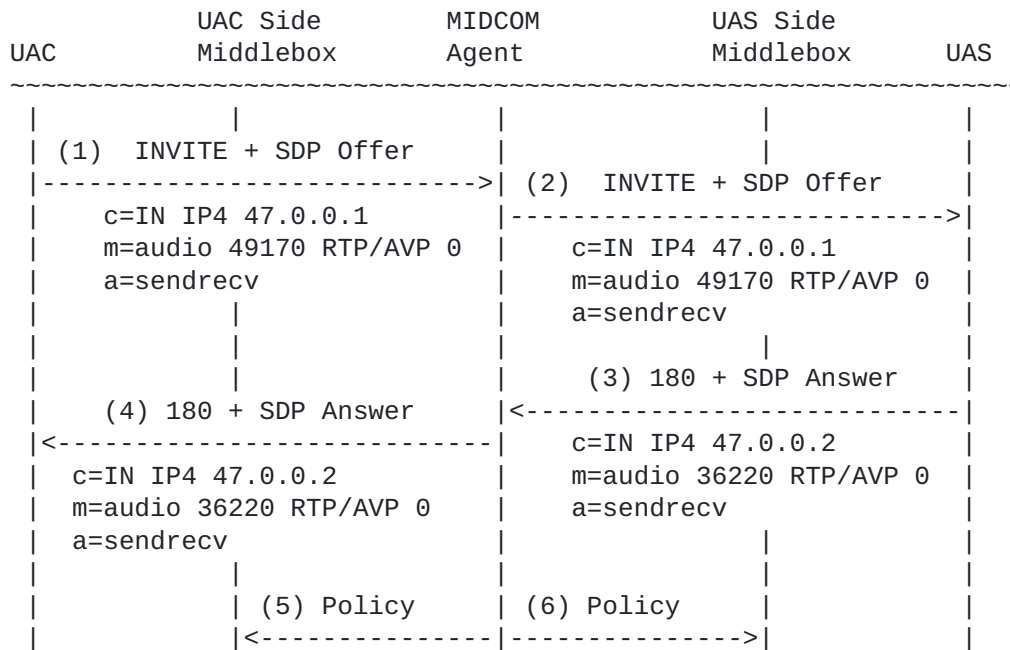 UAC Side        MIDCOM             UAS Side
UAC         Middlebox       Agent              Middlebox      UAS
~~~~~~~~~~~~~~~~~~~~~~~~~~~~~~~~~~~~~~~~~~~~~~~~~~~~~~~~~~~~~~~~~
 |            |                |                |            |
 | (1)  INVITE + SDP Offer     |                |            |
 |---------------------------->| (2)  INVITE + SDP Offer     |
 |    c=IN IP4 47.0.0.1        |---------------------------->|
 |    m=audio 49170 RTP/AVP 0  |    c=IN IP4 47.0.0.1        |
 |    a=sendrecv               |    m=audio 49170 RTP/AVP 0  |
 |            |                |    a=sendrecv               |
 |            |                |                |            |
 |            |                |     (3) 180 + SDP Answer    |
 |    (4) 180 + SDP Answer     |<----------------------------|
 |<----------------------------|    c=IN IP4 47.0.0.2        |
 |  c=IN IP4 47.0.0.2          |    m=audio 36220 RTP/AVP 0  |
 |  m=audio 36220 RTP/AVP 0    |    a=sendrecv               |
 |  a=sendrecv                 |                |            |
 |            |                |                |            |
 |            | (5) Policy     | (6) Policy     |            |
 |            |<---------------|--------------->|            |